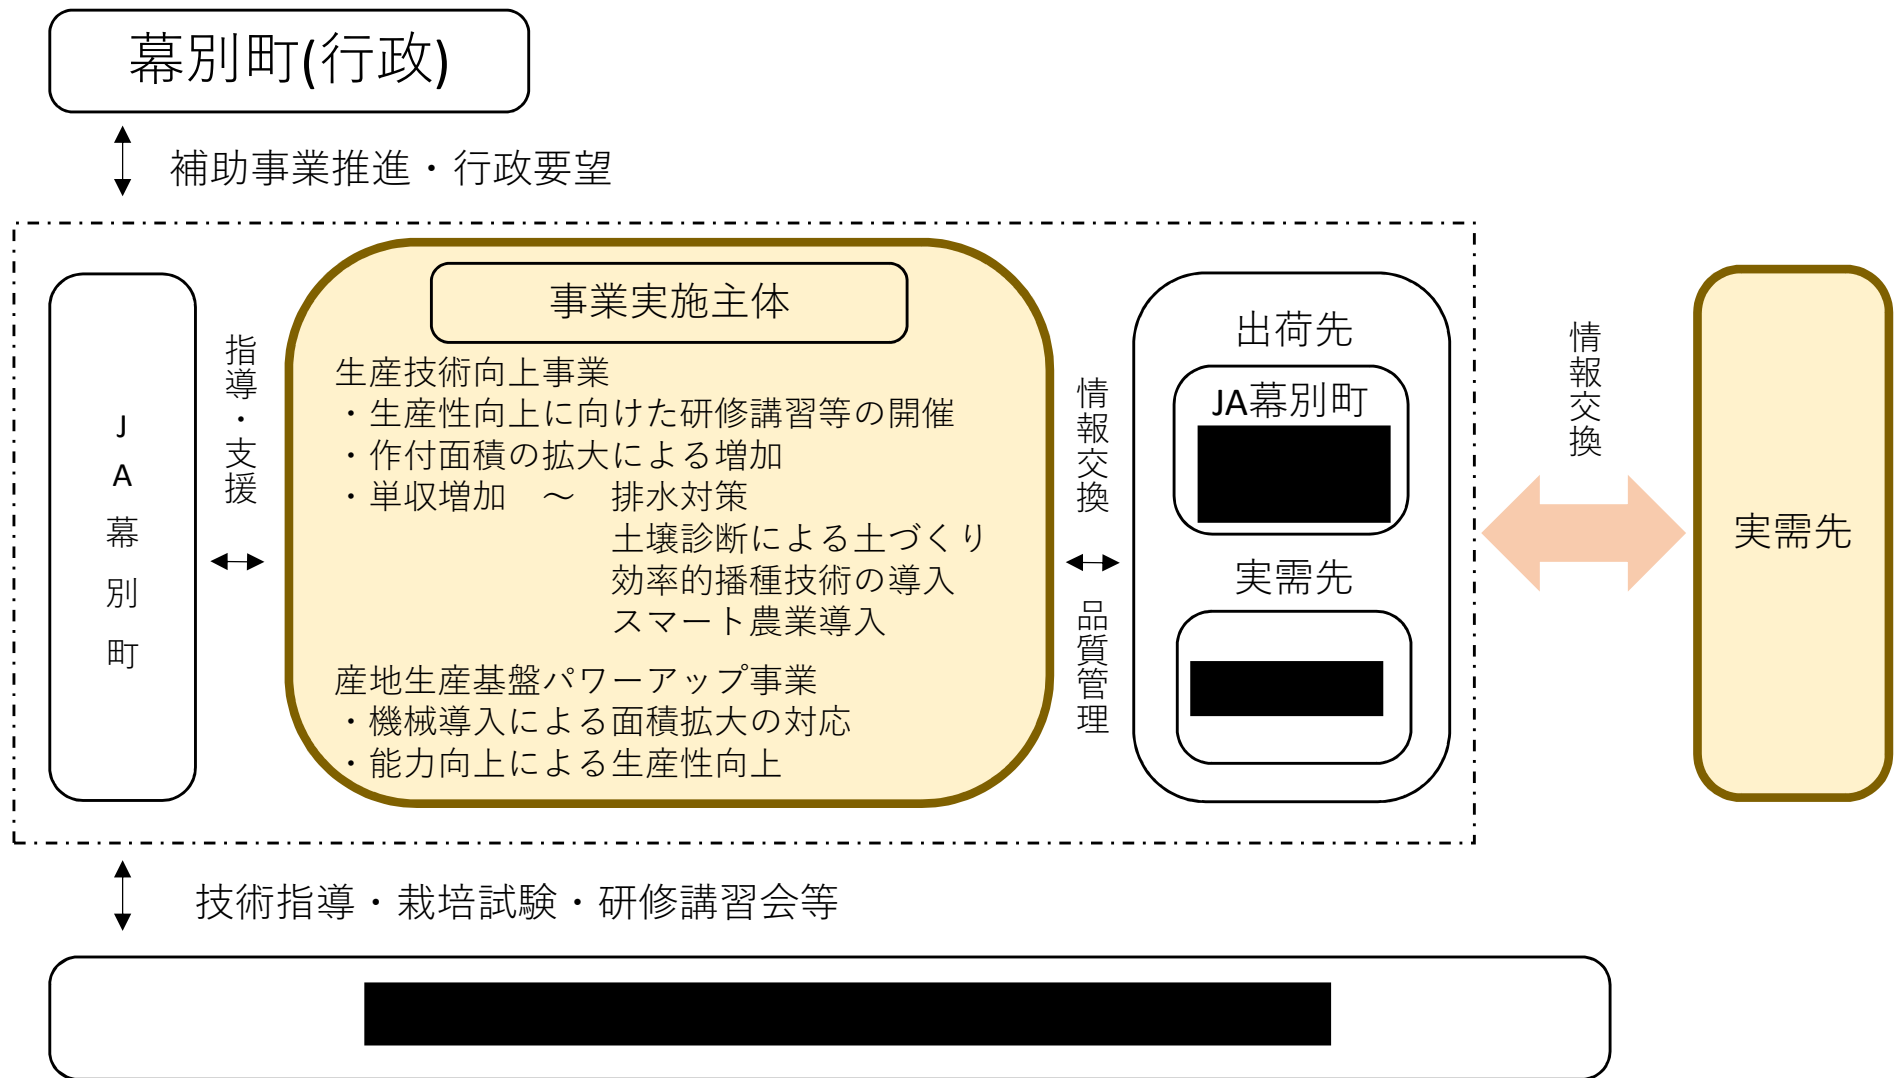 幕別町(行政)
補助事業推進・行政要望
JA幕別町
指導・支援
事業実施主体
生産技術向上事業
・生産性向上に向けた研修講習等の開催
・作付面積の拡大による増加
・単収増加　～　排水対策
土壌診断による土づくり
効率的播種技術の導入
スマート農業導入
産地生産基盤パワーアップ事業
・機械導入による面積拡大の対応
・能力向上による生産性向上
情報交換
品質管理
出荷先
JA幕別町
実需先
情報交換
実需先
技術指導・栽培試験・研修講習会等